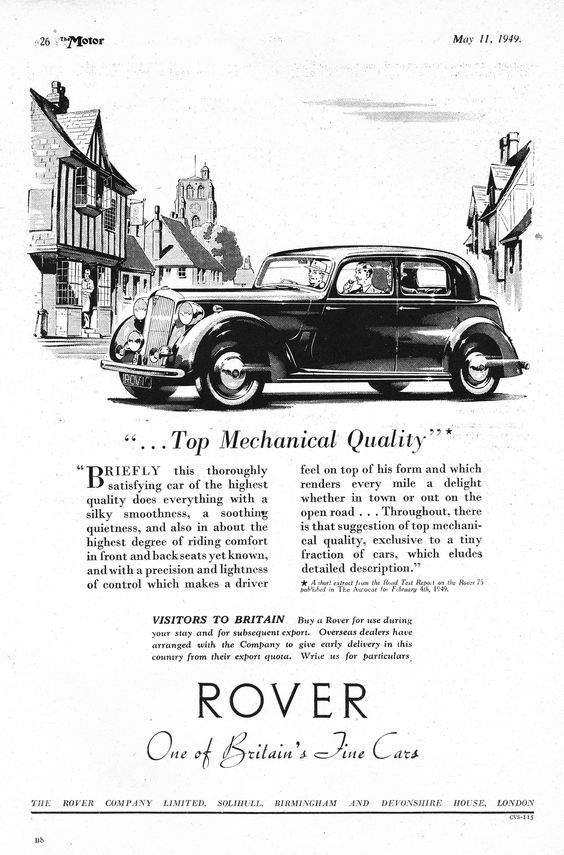 26 The Motor May 11, 1949.
ROV 1
"...Top Mechanical Quality"★
"BRIEFLY this thoroughly
satisfying car of the highest
quality does everything with a
silky smoothness, a soothing
quietness, and also in about the
highest degree of riding comfort
in front and back seats yet known,
and with a precision and lightness
of control which makes a driver
feel on top of his form and which
renders every mile a delight
whether in town or out on the
open road . . . Throughout, there
is that suggestion of top mechani-
cal quality, exclusive to a tiny
fraction of cars, which eludes
detailed description."
★ A short extract from the Road Test Report on the Rover 75
published in The Autocar for February 4th, 1949.
VISITORS TO BRITAIN Buy a Rover for use during
your stay and for subsequent export. Overseas dealers have
arranged with the Company to give early delivery in this
country from their export quota. Write us for particulars
ROVER
One of Britain's Fine Cars
THE ROVER COMPANY LIMITED, SOLIHULL, BIRMINGHAM AND DEVONSHIRE HOUSE, LONDON
CVS-115